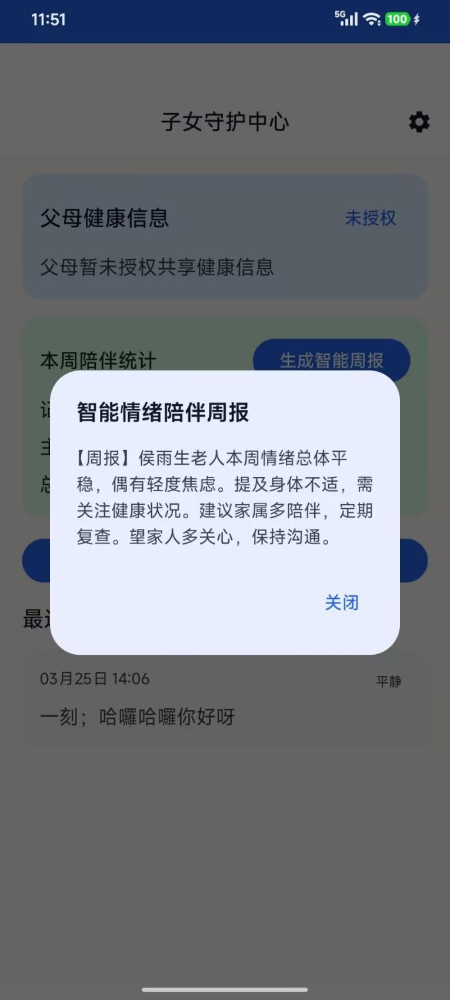 11:51
5G
100
子女守护中心
父母健康信息
未授权
父母暂未授权共享健康信息
本周陪伴统计
生成智能周报
智能情绪陪伴周报
【周报】侯雨生老人本周情绪总体平
稳，偶有轻度焦虑。提及身体不适，需
关注健康状况。建议家属多陪伴，定期
复查。望家人多关心，保持沟通。
关闭
03月25日 14:06
平静
一刻；哈囉哈囉你好呀